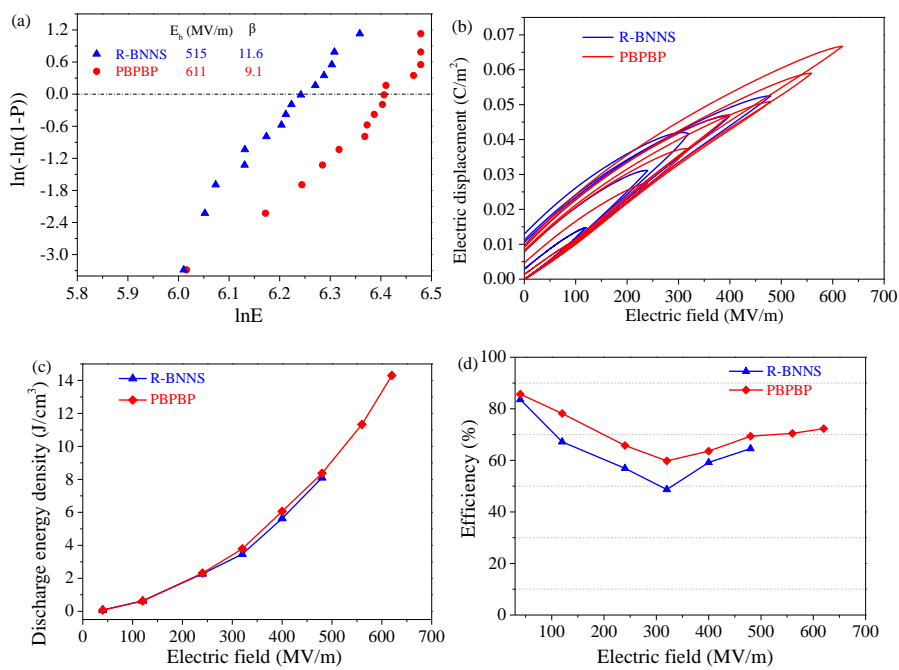 (a)
E_b (MV/m) β
R-BNNS 515 11.6
PBPBP 611 9.1
1.2
0.6
0.0
-0.6
-1.2
-1.8
-2.4
-3.0
ln(-ln(1-P))
5.8 5.9 6.0 6.1 6.2 6.3 6.4 6.5
lnE
(b)
R-BNNS
PBPBP
0.07
0.06
0.05
0.04
0.03
0.02
0.01
0.00
Electric displacement (C/m²)
0 100 200 300 400 500 600 700
Electric field (MV/m)
(c)
R-BNNS
PBPBP
14
12
10
8
6
4
2
0
Discharge energy density (J/cm³)
0 100 200 300 400 500 600 700
Electric field (MV/m)
(d)
R-BNNS
PBPBP
100
80
60
40
20
0
Efficiency (%)
100 200 300 400 500 600 700
Electric field (MV/m)